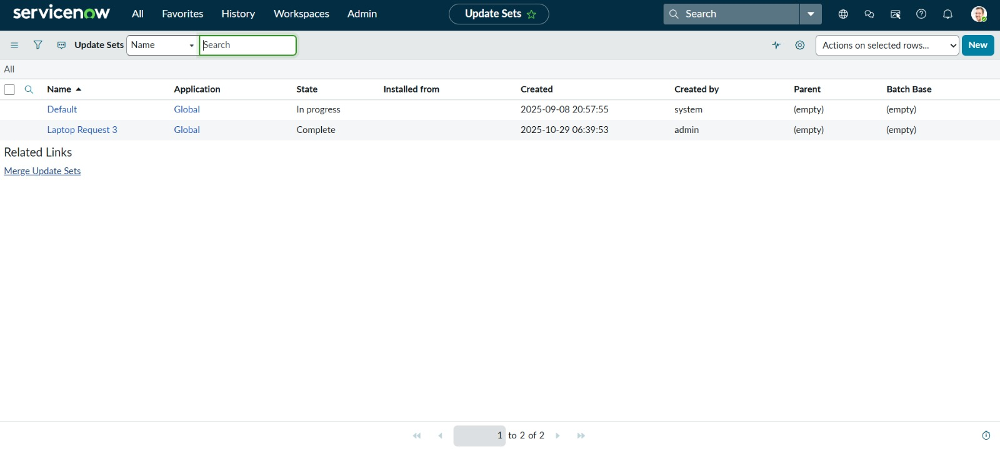 servicenow All Favorites History Workspaces Admin Update Sets Search
Update Sets Name Search Actions on selected rows... New
All
Name Application State Installed from Created Created by Parent Batch Base
Default Global In progress 2025-09-08 20:57:55 system (empty) (empty)
Laptop Request 3 Global Complete 2025-10-29 06:39:53 admin (empty) (empty)
Related Links
Merge Update Sets
1 to 2 of 2